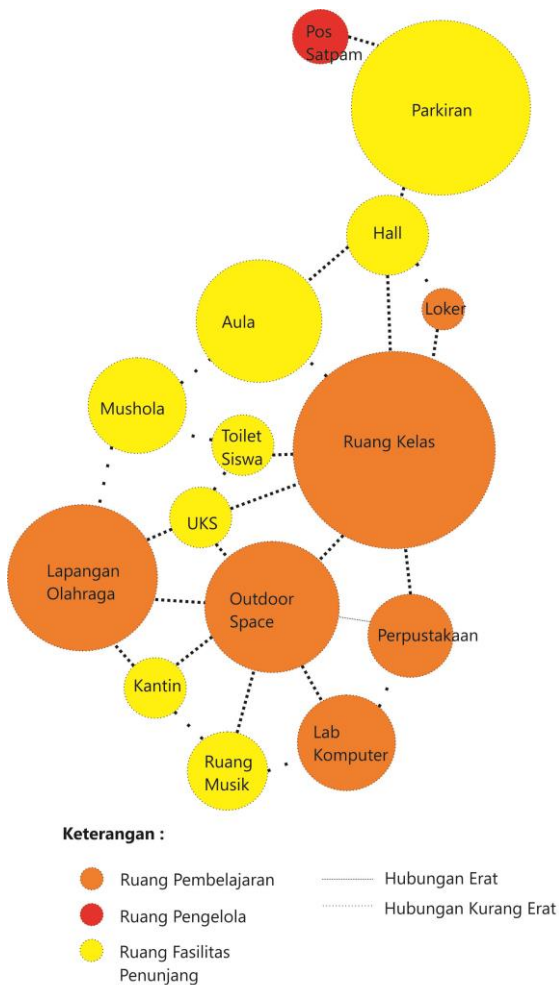 Pos
Satpam
Parkiran
Hall
Loker
Aula
Mushola
Toilet
Siswa
Ruang Kelas
UKS
Lapangan
Olahraga
Outdoor
Space
Perpustakaan
Kantin
Lab
Komputer
Ruang
Musik
Keterangan :
Ruang Pembelajaran
Hubungan Erat
Ruang Pengelola
Hubungan Kurang Erat
Ruang Fasilitas
Penunjang